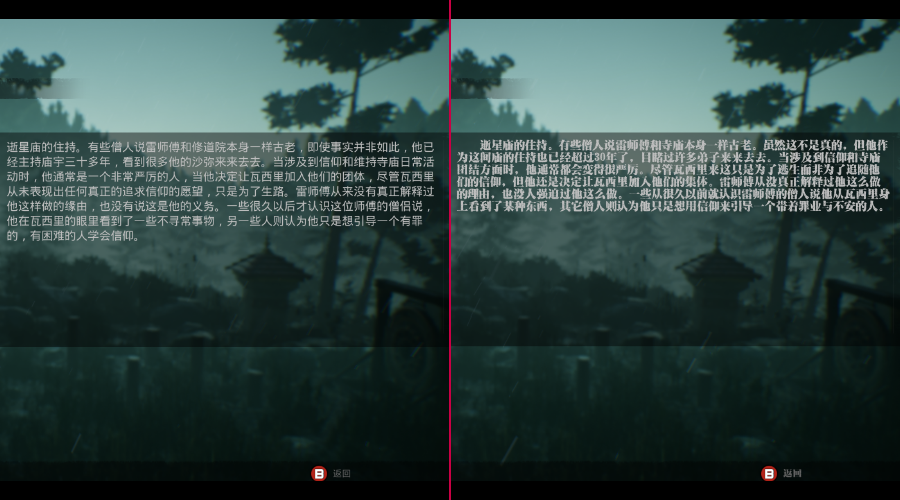 逝星庙的住持。有些僧人说雷师傅和修道院本身一样古老，即使事实并非如此，他已
经主持庙宇三十多年，看到很多他的沙弥来来去去。当涉及到信仰和维持寺庙日常活
动时，他通常是一个非常严厉的人，当他决定让瓦西里加入他们的团体，尽管瓦西里
从未表现出任何真正的追求信仰的愿望，只是为了生路。雷师傅从来没有真正解释过
他这样做的缘由，也没有说这是他的义务。一些很久以后才认识这位师傅的僧侣说，
他在瓦西里的眼里看到了一些不寻常事物，另一些人则认为他只是想引导一个有罪
的，有困难的人学会信仰。
B 返回
逝星庙的住持。有些僧人说雷师傅和寺庙本身一样古老。虽然这不是真的，但他作
为这间庙的住持也已经超过30年了，目睹过许多弟子来来去去。当涉及到信仰和寺庙
团结方面时，他通常都会变得很严厉。尽管瓦西里来这只是为了逃生而非为了追随他
们的信仰，但他还是决定让瓦西里加入他们的集体。雷师傅从没真正解释过他这么做
的理由，也没人强迫过他这么做。一些从很久以前就认识雷师傅的僧人说他从瓦西里身
上看到了某种东西，其它僧人则认为他只是想用信仰来引导一个带着罪业与不安的人。
B 返回